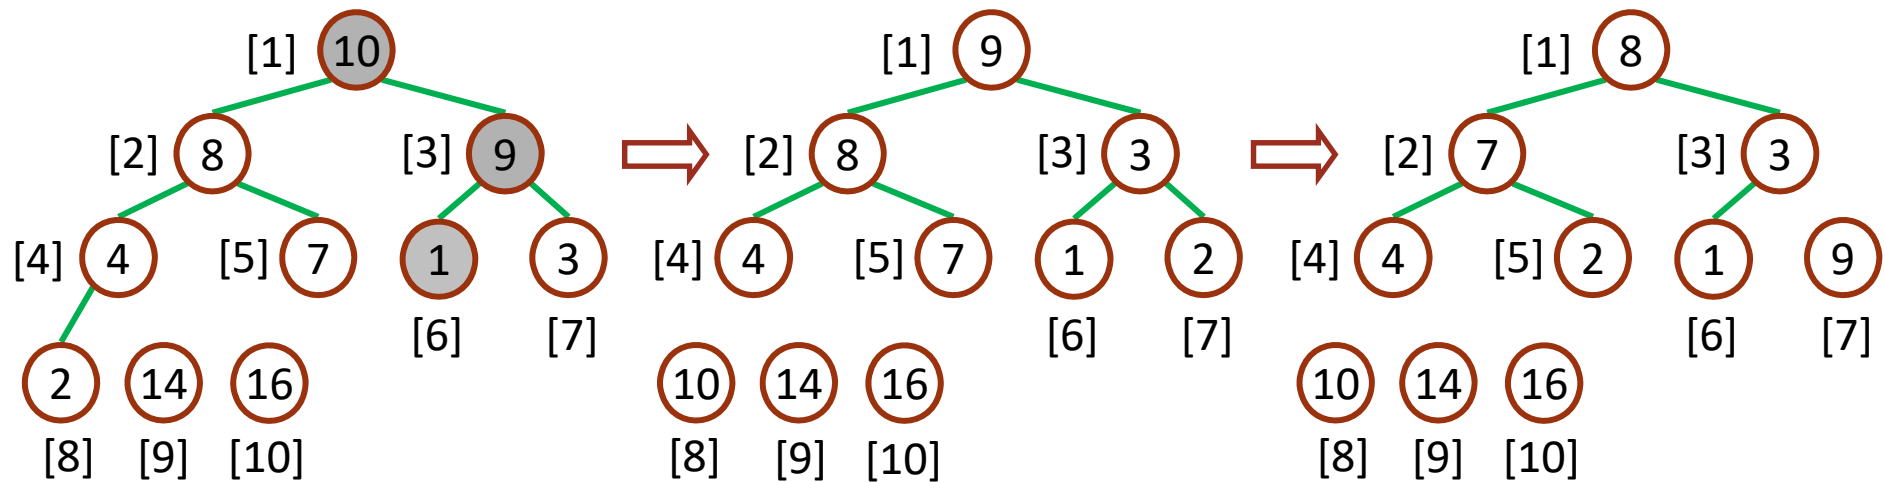 [1] 10 [1] 9 [1] 8
[2] 8 [3] 9 [2] 8 [3] 3 [2] 7 [3] 3
[4] 4 [5] 7 1 3 [4] 4 [5] 7 1 2 [4] 4 [5] 2 1 9
[6] [7] [6] [7] [6] [7]
2 14 16 10 14 16 10 14 16
[8] [9] [10] [8] [9] [10] [8] [9] [10]